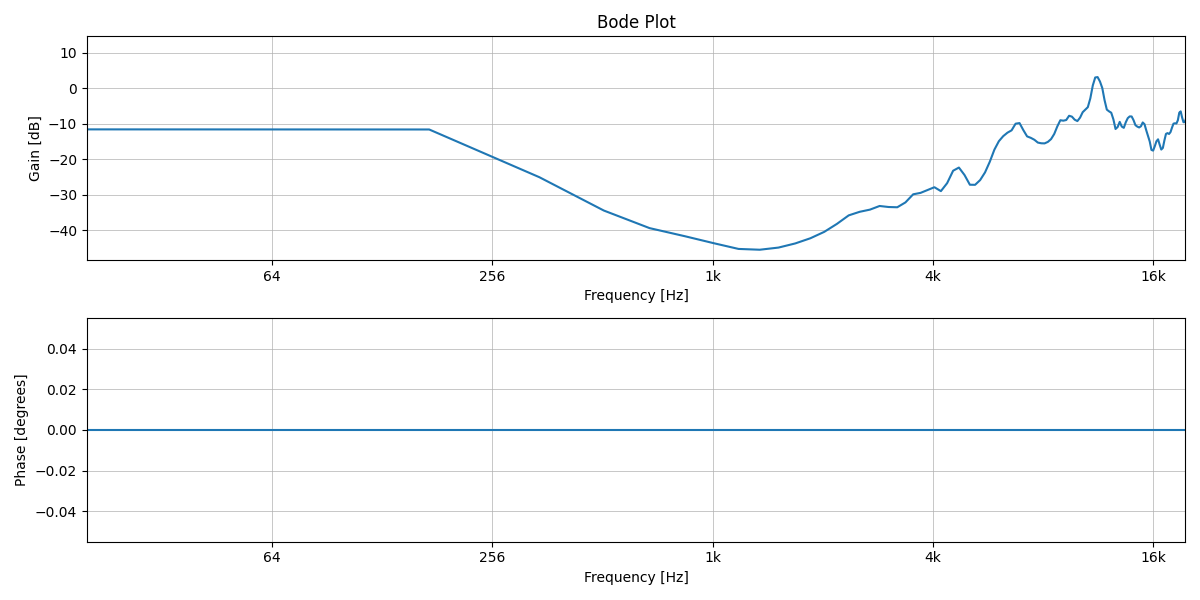 Bode Plot
10
0
−10
−20
−30
−40
Gain [dB]
64
256
1k
4k
16k
Frequency [Hz]
0.04
0.02
0.00
−0.02
−0.04
Phase [degrees]
64
256
1k
4k
16k
Frequency [Hz]